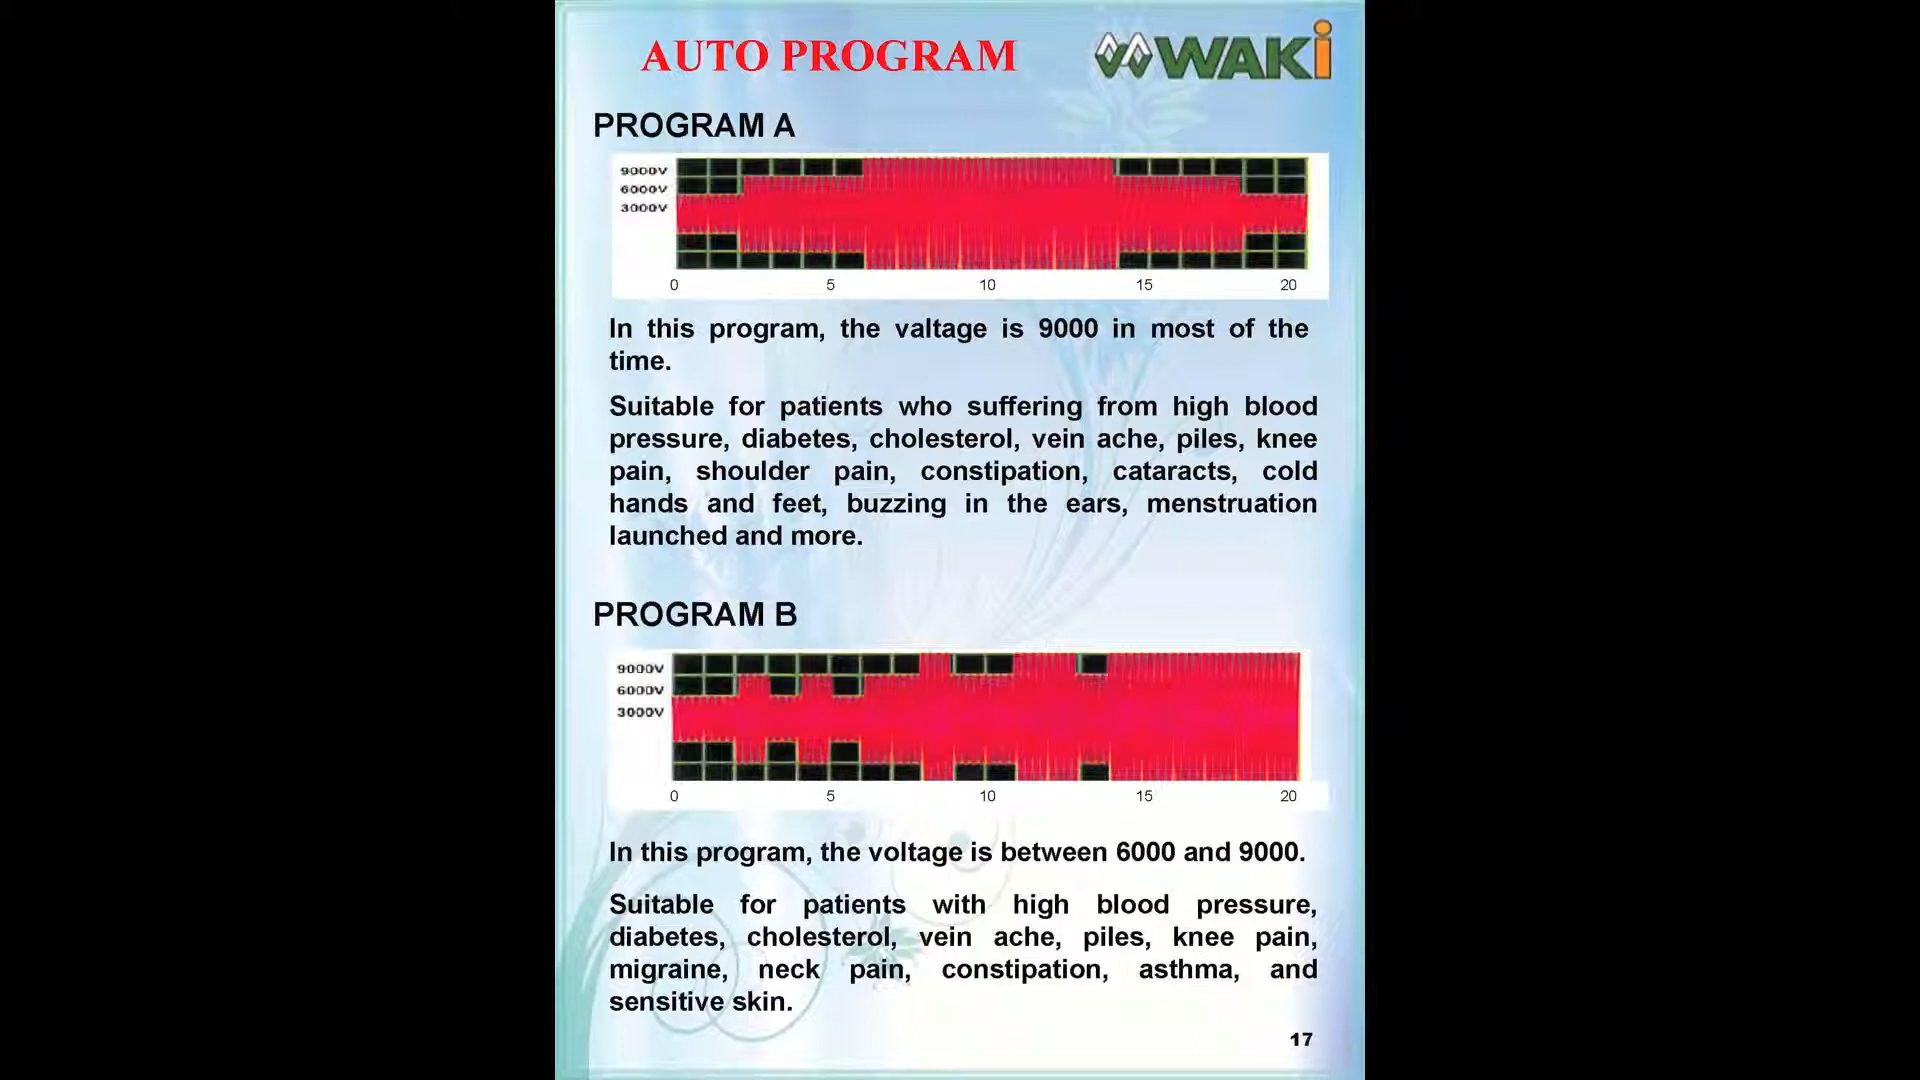 AUTO PROGRAM
WAKi
PROGRAM A
9000V
6000V
3000V
0 5 10 15 20
In this program, the valtage is 9000 in most of the
time.
Suitable for patients who suffering from high blood
pressure, diabetes, cholesterol, vein ache, piles, knee
pain, shoulder pain, constipation, cataracts, cold
hands and feet, buzzing in the ears, menstruation
launched and more.
PROGRAM B
9000V
6000V
3000V
0 5 10 15 20
In this program, the voltage is between 6000 and 9000.
Suitable for patients with high blood pressure,
diabetes, cholesterol, vein ache, piles, knee pain,
migraine, neck pain, constipation, asthma, and
sensitive skin.
17